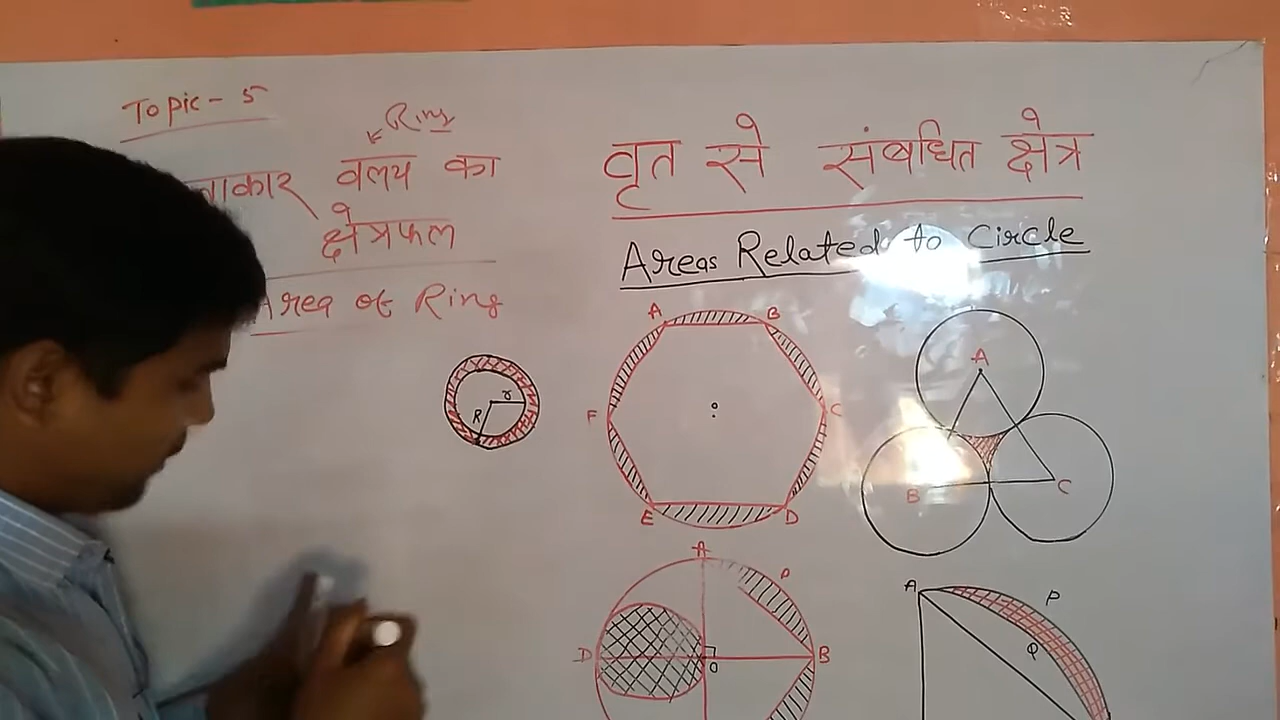 Topic - 5
Ring
वलय का
क्षेत्रफल
Area of Ring
वृत से संबधित क्षेत्र
Areas Related to Circle
R r
A B
F C
E D
A
B C
A P
D O B
A P
Q